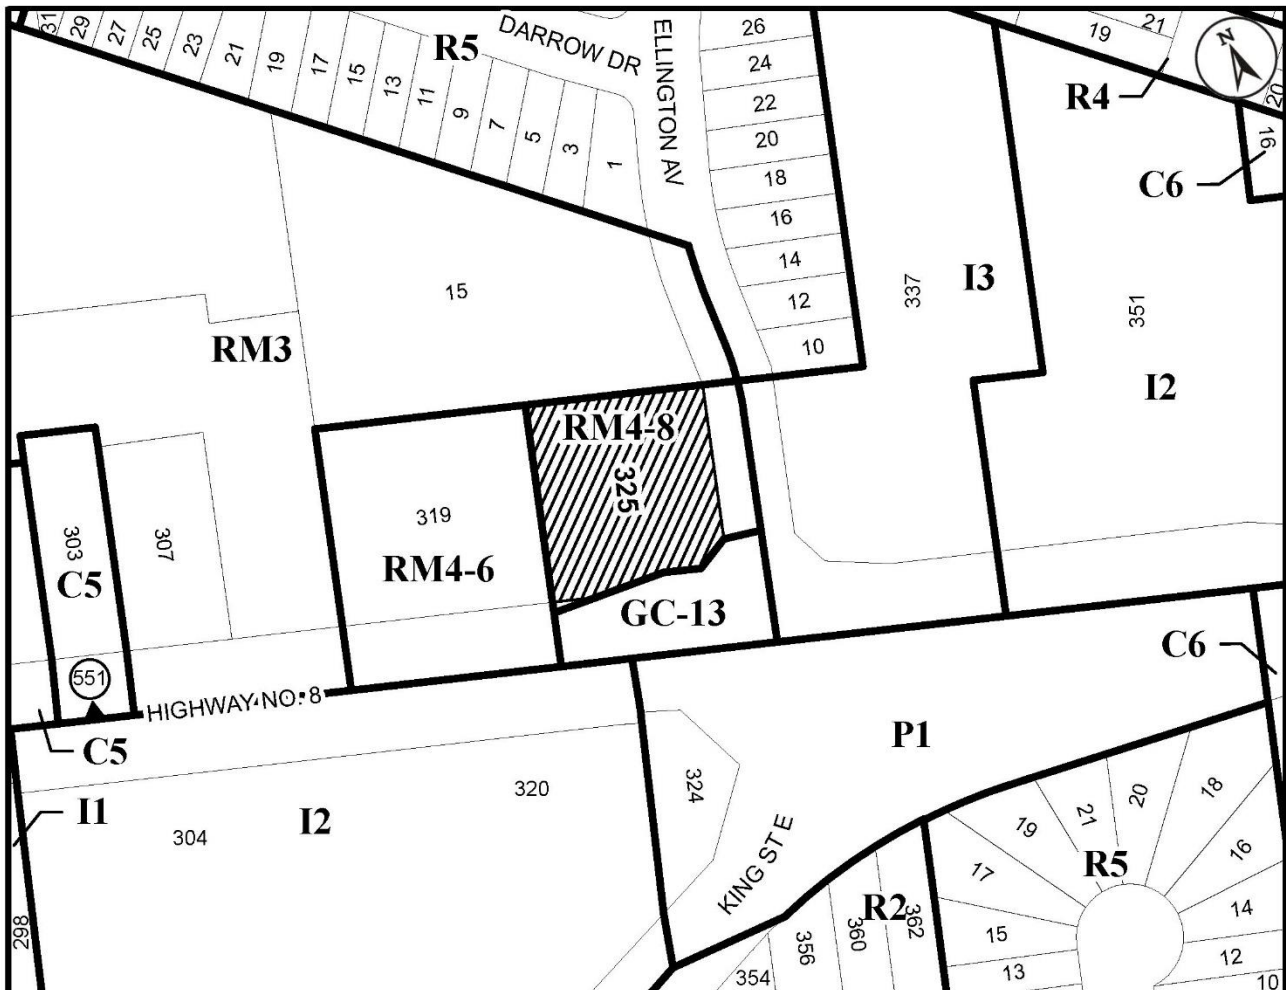 31
29
27
25
23
21
19
17
15
13
11
9
7
5
3
1
R5
DARROW DR
ELLINGTON AV
26
24
22
20
18
16
14
12
10
19
21
20
N
R4
16
C6
I3
337
351
I2
15
RM3
RM4-8
325
319
RM4-6
303
C5
307
GC-13
551
HIGHWAY NO. 8
C5
I1
I2
304
320
298
324
KING ST E
P1
C6
R2
354
356
360
362
R5
19
21
20
18
16
14
12
10
17
15
13